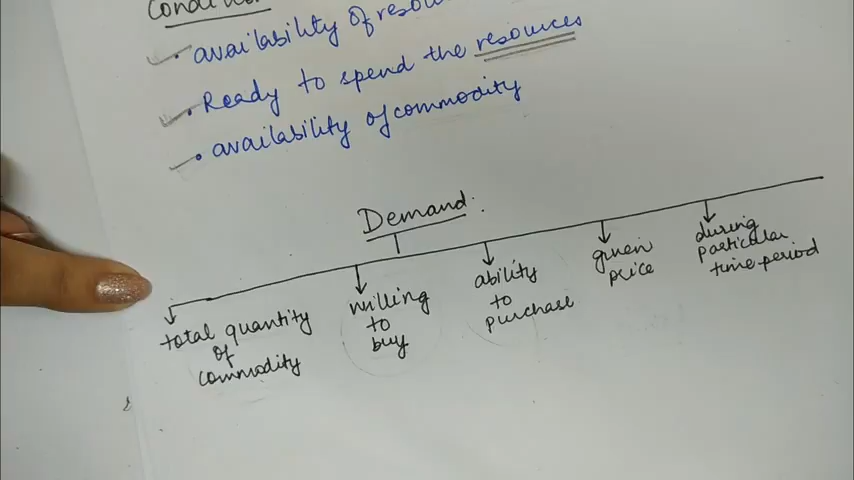 availability of
Ready to spend the resources
availability of commodity
Demand
total quantity
of
commodity
willing
to
buy
ability
to
purchase
given
price
during
particular
time period